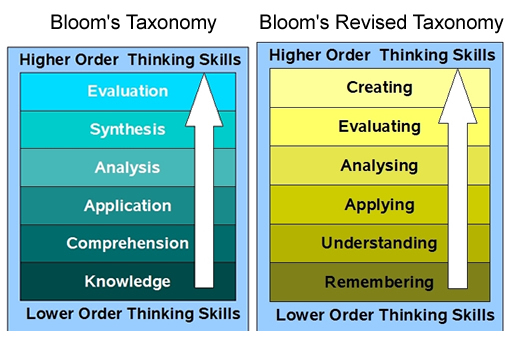 Bloom's Taxonomy
Higher Order Thinking Skills
Evaluation
Synthesis
Analysis
Application
Comprehension
Knowledge
Lower Order Thinking Skills
Bloom's Revised Taxonomy
Higher Order Thinking Skills
Creating
Evaluating
Analysing
Applying
Understanding
Remembering
Lower Order Thinking Skills